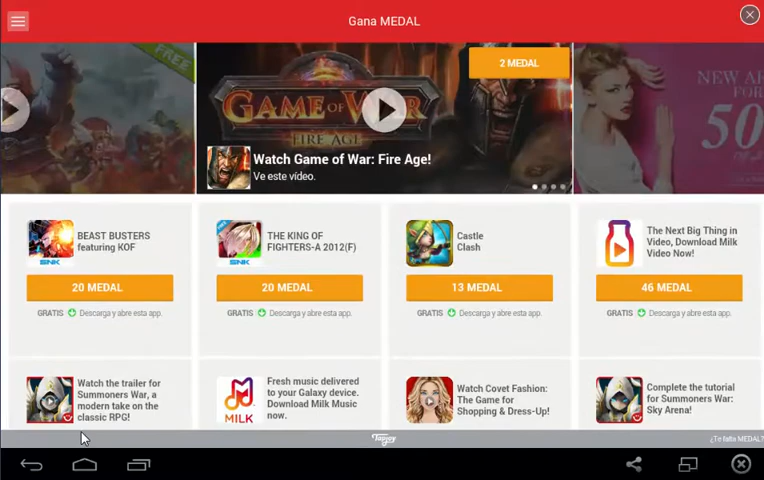 Gana MEDAL
FREE
2 MEDAL
GAME OF WAR
FIRE AGE
Watch Game of War: Fire Age!
Ve este vídeo.
NEW
FOR
50
BEAST BUSTERS
featuring KOF
SNK
20 MEDAL
GRATIS Descarga y abre esta app.
THE KING OF
FIGHTERS-A 2012(F)
SNK
20 MEDAL
GRATIS Descarga y abre esta app.
Castle
Clash
13 MEDAL
GRATIS Descarga y abre esta app.
The Next Big Thing in
Video, Download Milk
Video Now!
46 MEDAL
GRATIS Descarga y abre esta app.
Watch the trailer for
Summoners War, a
modern take on the
classic RPG!
MILK
Fresh music delivered
to your Galaxy device.
Download Milk Music
now.
Watch Covet Fashion:
The Game for
Shopping & Dress-Up!
Complete the tutorial
for Summoners War:
Sky Arena!
Tapjoy
¿Te falta MEDAL?